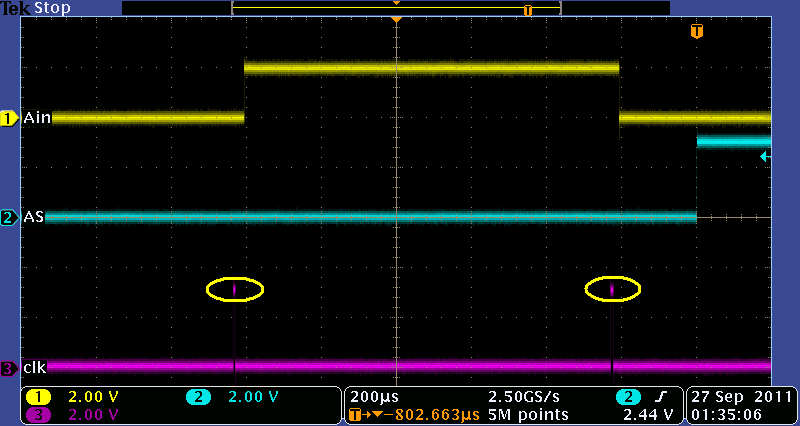 Tek Stop
T
T
1 Ain
2 AS
3 clk
1 2.00 V 2 2.00 V
3 2.00 V
200µs 2.50GS/s 2
T→▼−802.663µs 5M points 2.44 V
27 Sep 2011
01:35:06